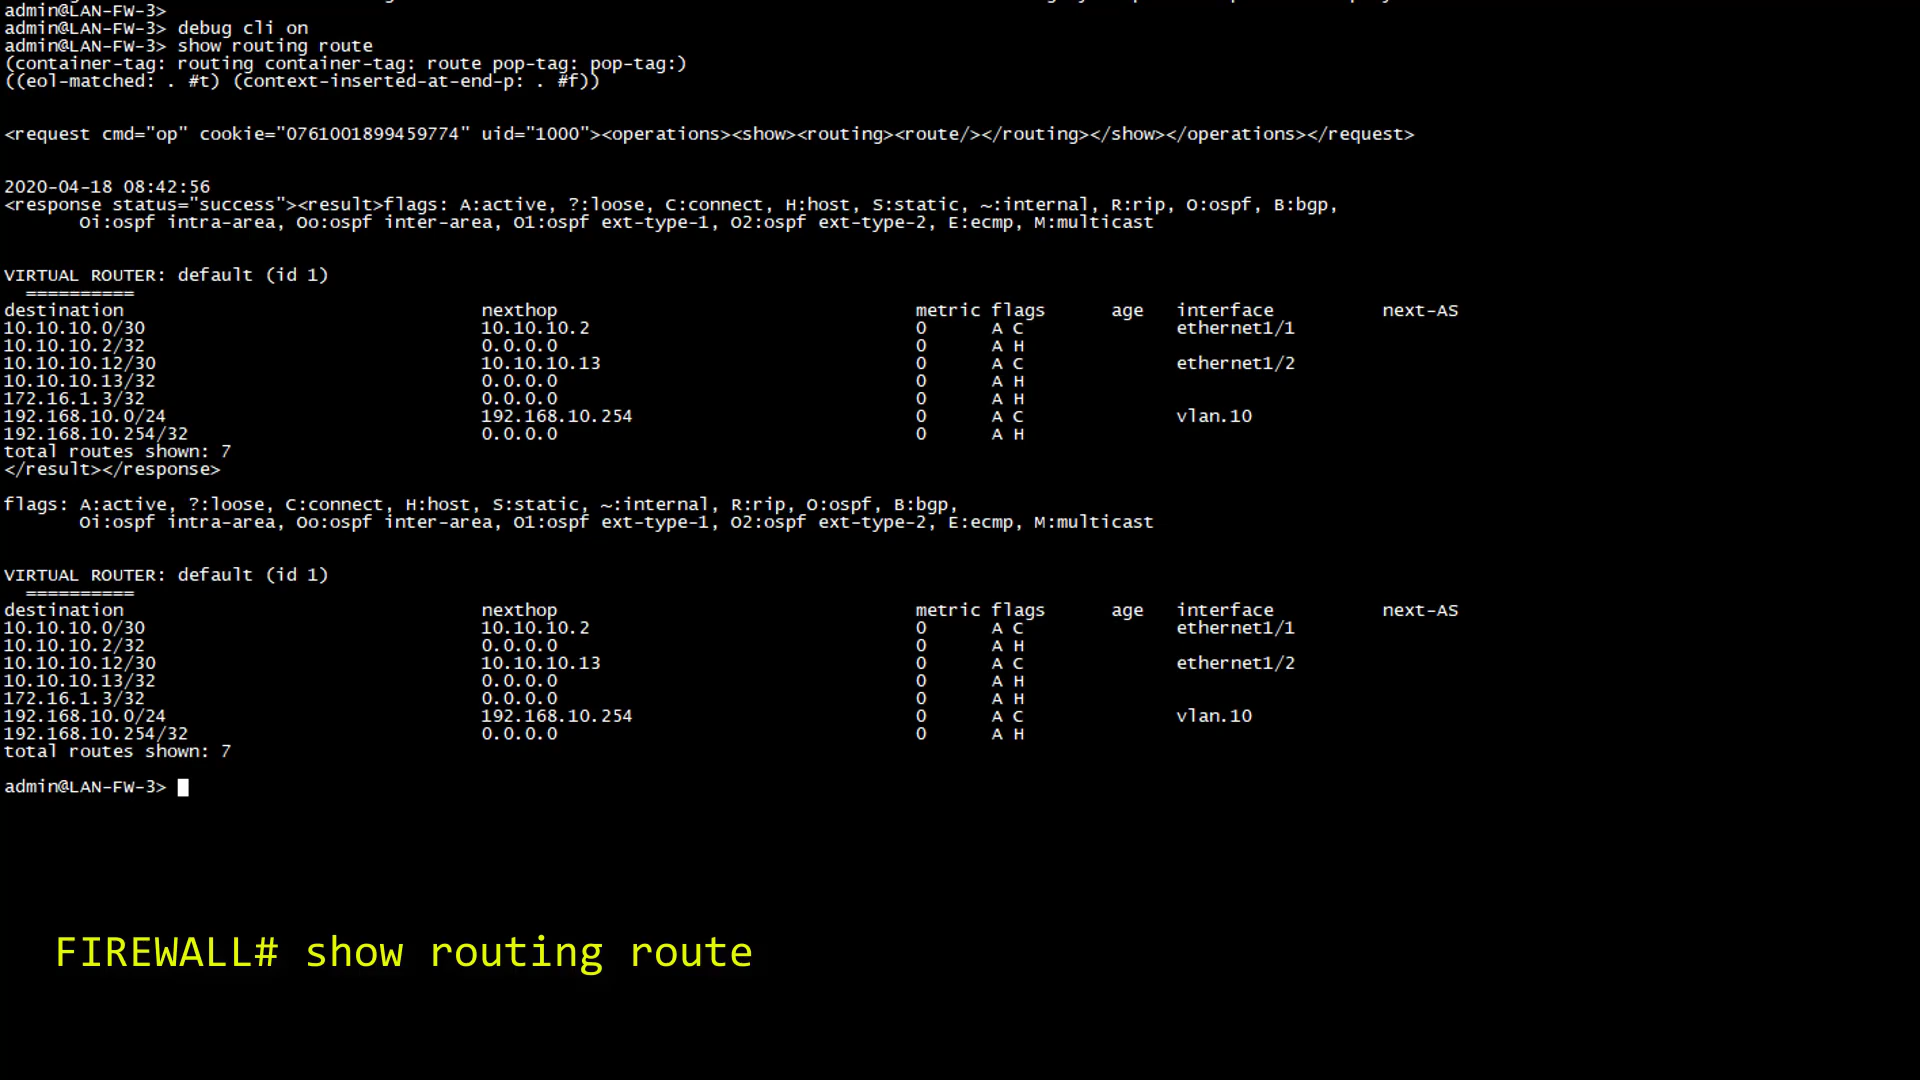 admin@LAN-FW-3>
admin@LAN-FW-3> debug cli on
admin@LAN-FW-3> show routing route
(container-tag: routing container-tag: route pop-tag: pop-tag:)
((eol-matched: . #t) (context-inserted-at-end-p: . #f))
<request cmd="op" cookie="0761001899459774" uid="1000"><operations><show><routing><route/></routing></show></operations></request>
2020-04-18 08:42:56
<response status="success"><result>flags: A:active, ?:loose, C:connect, H:host, S:static, ~:internal, R:rip, O:ospf, B:bgp,
Oi:ospf intra-area, Oo:ospf inter-area, O1:ospf ext-type-1, O2:ospf ext-type-2, E:ecmp, M:multicast
VIRTUAL ROUTER: default (id 1)
==========
destination nexthop metric flags age interface next-AS
10.10.10.0/30 10.10.10.2 0 A C ethernet1/1
10.10.10.2/32 0.0.0.0 0 A H
10.10.10.12/30 10.10.10.13 0 A C ethernet1/2
10.10.10.13/32 0.0.0.0 0 A H
172.16.1.3/32 0.0.0.0 0 A H
192.168.10.0/24 192.168.10.254 0 A C vlan.10
192.168.10.254/32 0.0.0.0 0 A H
total routes shown: 7
</result></response>
flags: A:active, ?:loose, C:connect, H:host, S:static, ~:internal, R:rip, O:ospf, B:bgp,
Oi:ospf intra-area, Oo:ospf inter-area, O1:ospf ext-type-1, O2:ospf ext-type-2, E:ecmp, M:multicast
VIRTUAL ROUTER: default (id 1)
==========
destination nexthop metric flags age interface next-AS
10.10.10.0/30 10.10.10.2 0 A C ethernet1/1
10.10.10.2/32 0.0.0.0 0 A H
10.10.10.12/30 10.10.10.13 0 A C ethernet1/2
10.10.10.13/32 0.0.0.0 0 A H
172.16.1.3/32 0.0.0.0 0 A H
192.168.10.0/24 192.168.10.254 0 A C vlan.10
192.168.10.254/32 0.0.0.0 0 A H
total routes shown: 7
admin@LAN-FW-3>
FIREWALL# show routing route